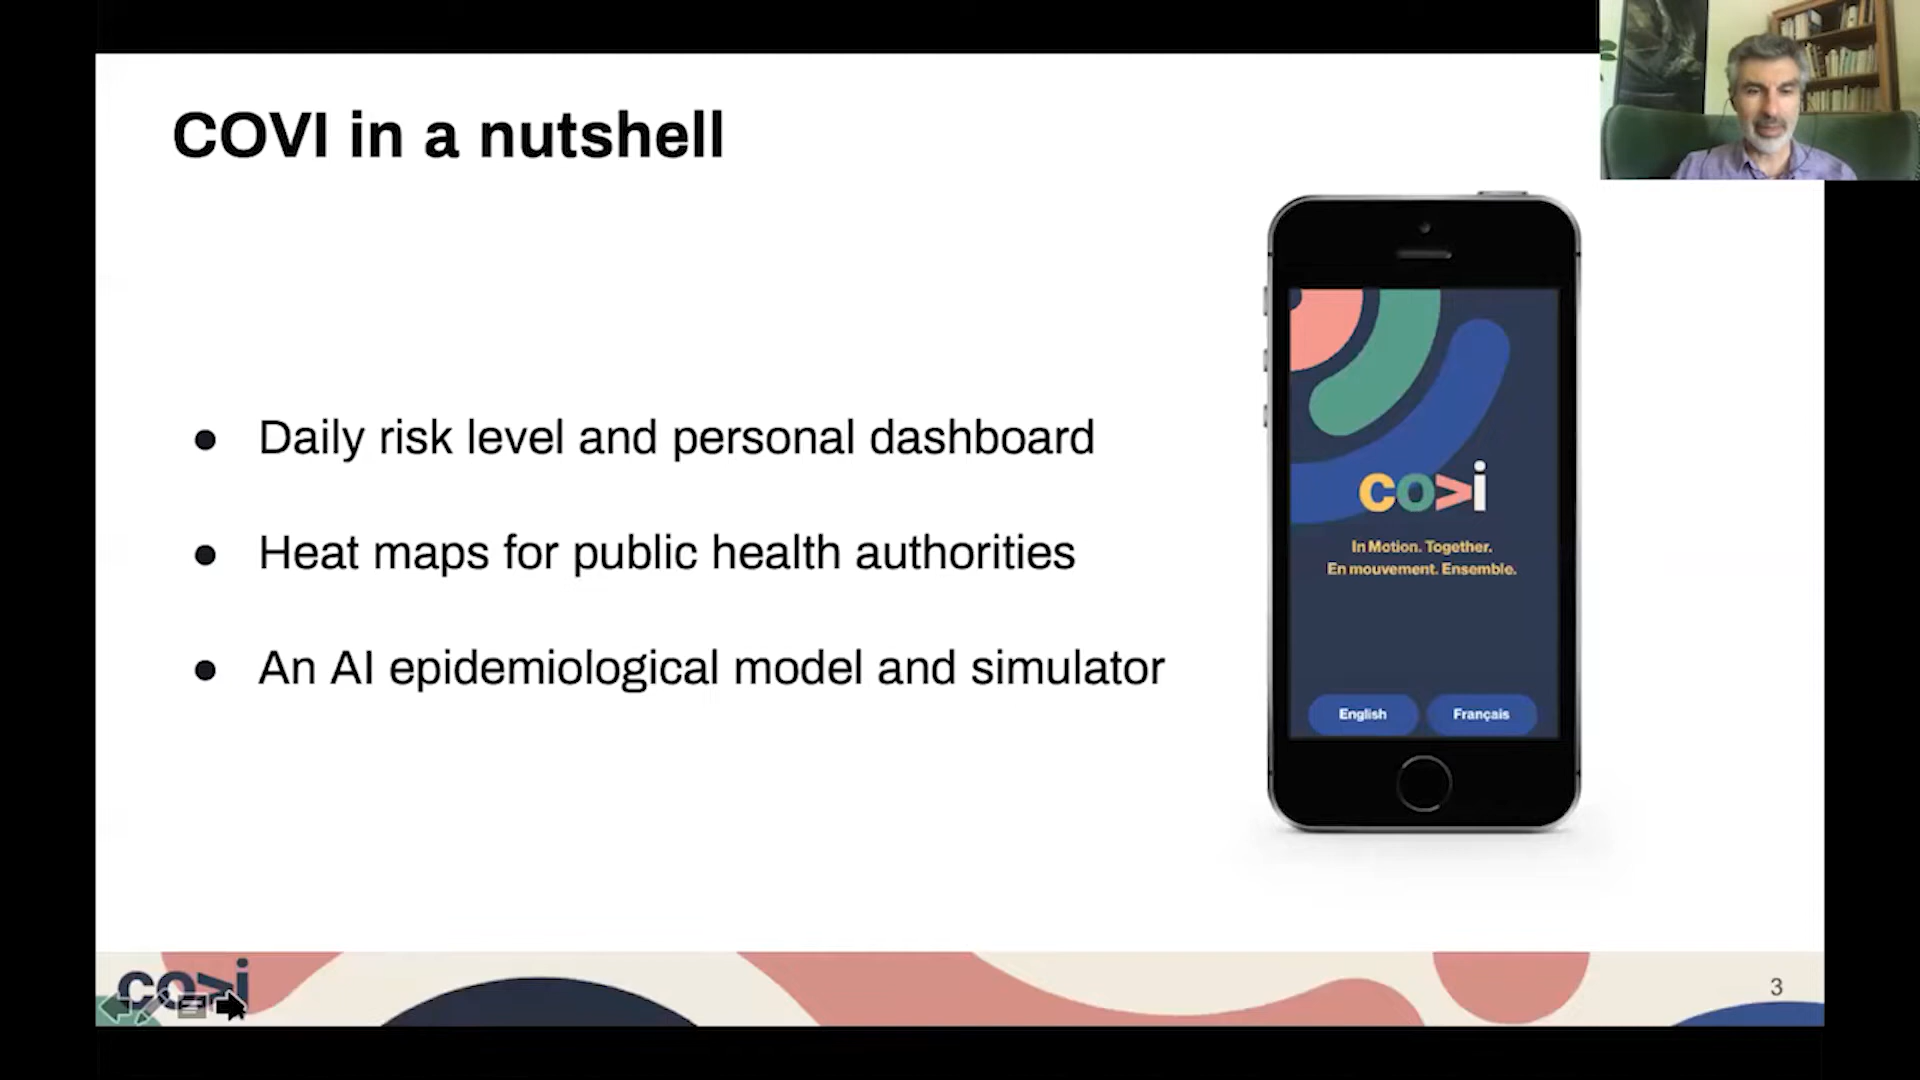 COVI in a nutshell
● Daily risk level and personal dashboard
● Heat maps for public health authorities
● An AI epidemiological model and simulator
co>i
In Motion. Together.
En mouvement. Ensemble.
English
Français
co>i
3